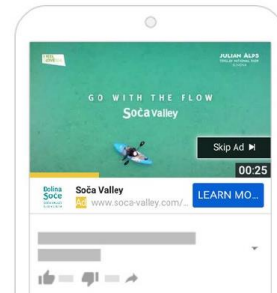 JULIAN ALPS
GO WITH THE FLOW
Soča Valley
Skip Ad
00:25
Dolina
Soče
Soča Valley
Ad www.soca-valley.com/...
LEARN MO...